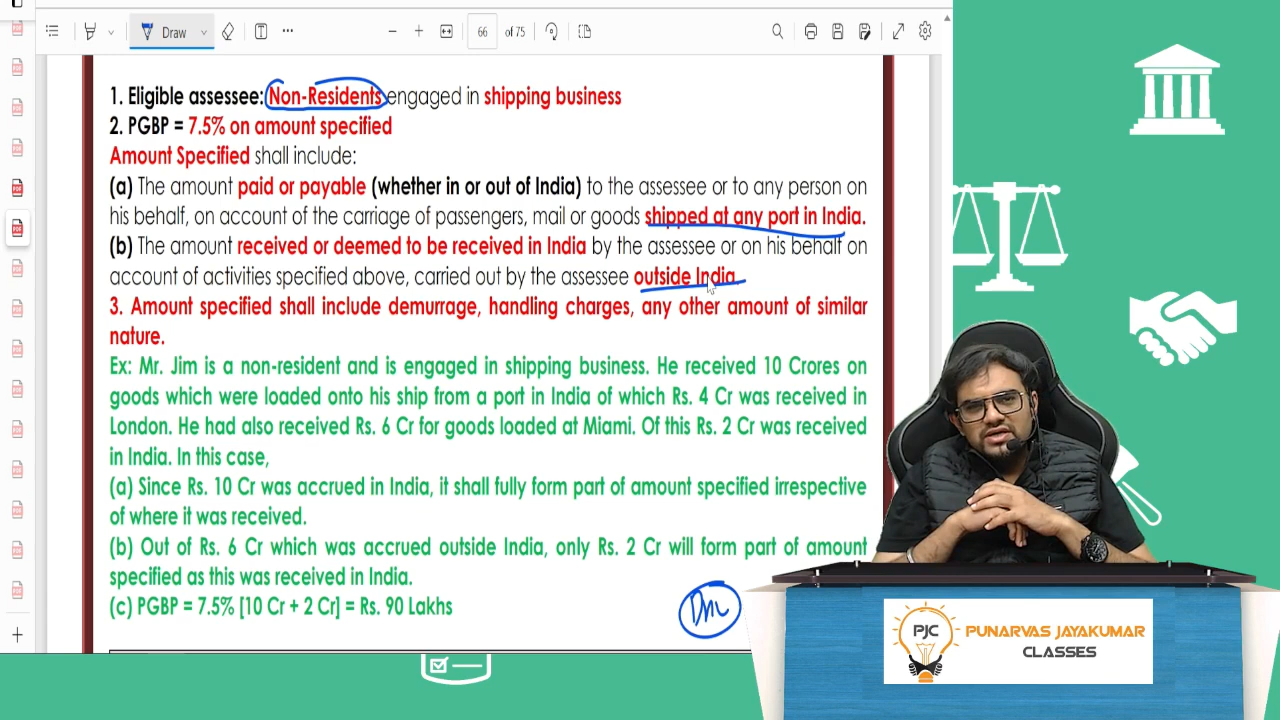 Draw
66 of 75
1. Eligible assessee: Non-Residents engaged in shipping business
2. PGBP = 7.5% on amount specified
Amount Specified shall include:
(a) The amount paid or payable (whether in or out of India) to the assessee or to any person on
his behalf, on account of the carriage of passengers, mail or goods shipped at any port in India.
(b) The amount received or deemed to be received in India by the assessee or on his behalf on
account of activities specified above, carried out by the assessee outside India.
3. Amount specified shall include demurrage, handling charges, any other amount of similar
nature.
Ex: Mr. Jim is a non-resident and is engaged in shipping business. He received 10 Crores on
goods which were loaded onto his ship from a port in India of which Rs. 4 Cr was received in
London. He had also received Rs. 6 Cr for goods loaded at Miami. Of this Rs. 2 Cr was received
in India. In this case,
(a) Since Rs. 10 Cr was accrued in India, it shall fully form part of amount specified irrespective
of where it was received.
(b) Out of Rs. 6 Cr which was accrued outside India, only Rs. 2 Cr will form part of amount
specified as this was received in India.
(c) PGBP = 7.5% [10 Cr + 2 Cr] = Rs. 90 Lakhs
PJC
PUNARVAS JAYAKUMAR
CLASSES